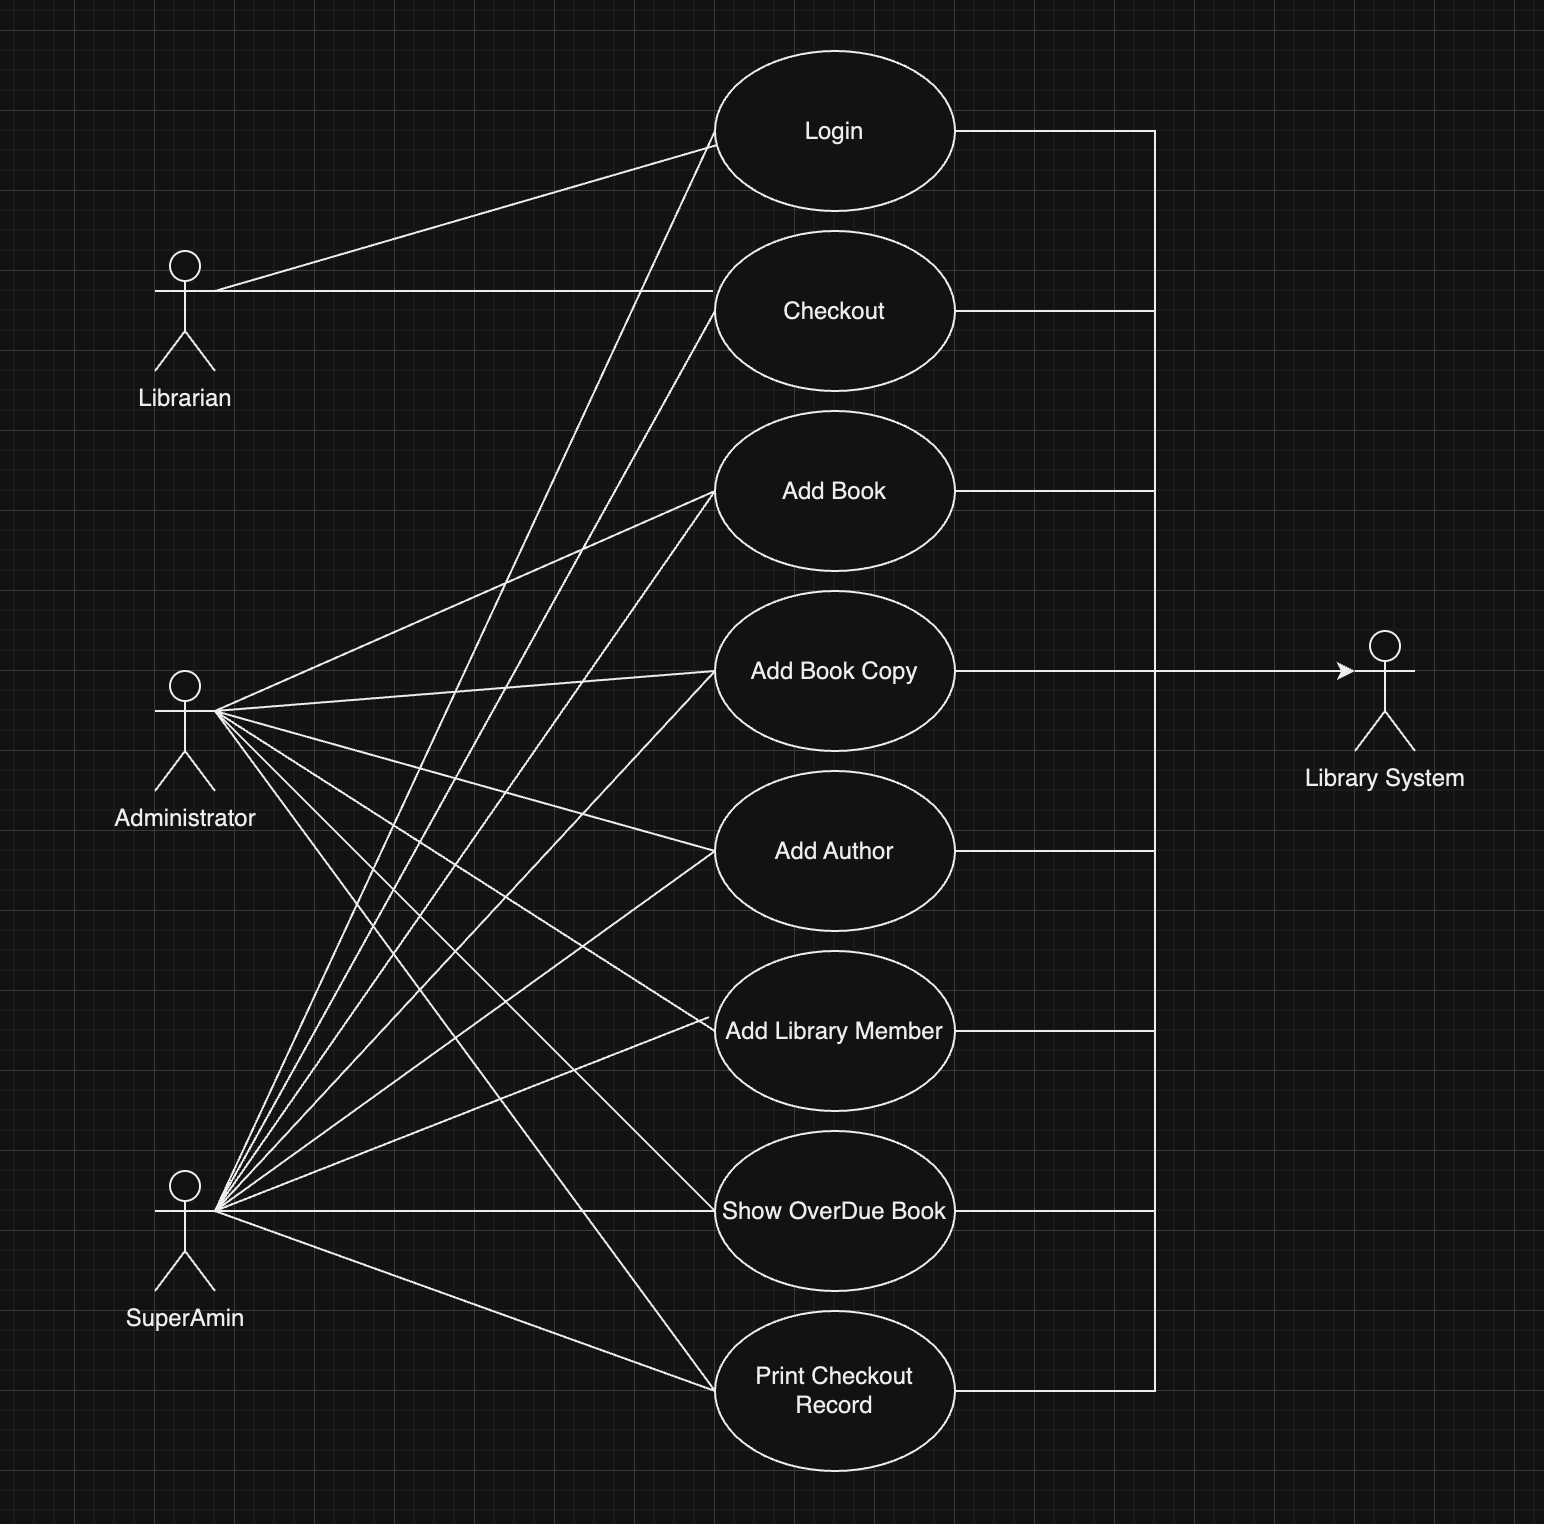 Login
Checkout
Librarian
Add Book
Add Book Copy
Library System
Administrator
Add Author
Add Library Member
Show OverDue Book
SuperAmin
Print Checkout
Record